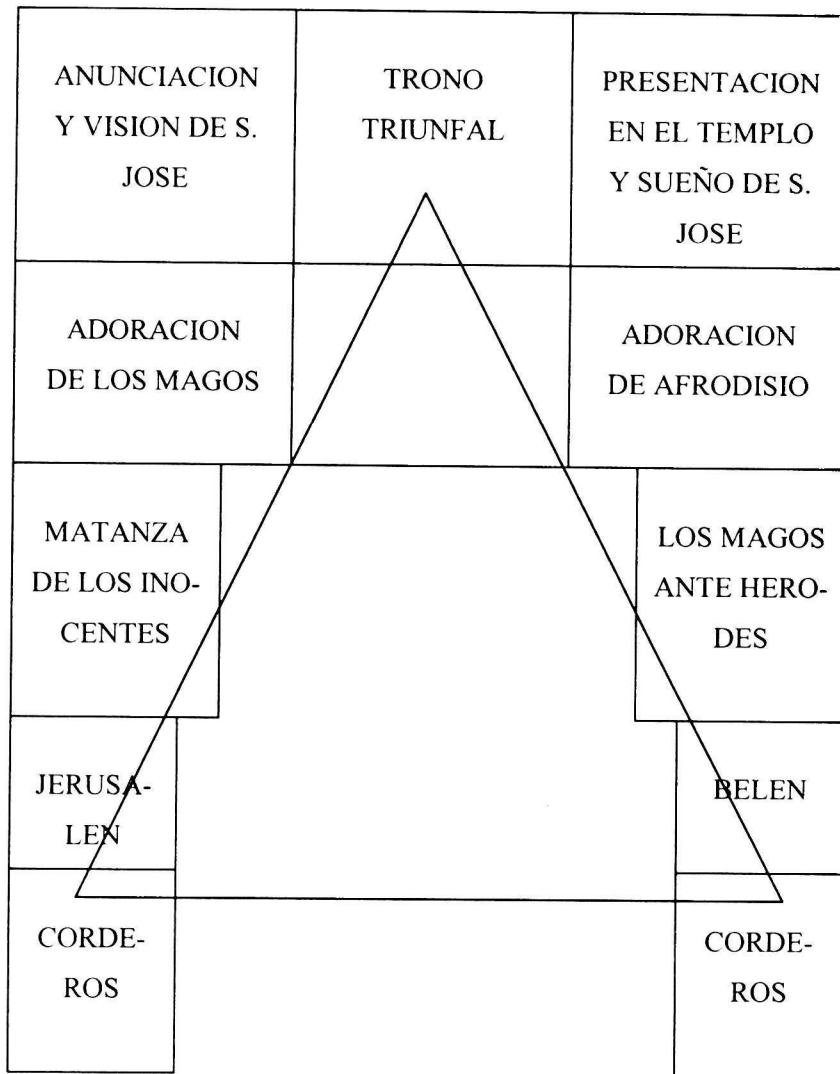 ANUNCIACION
Y VISION DE S.
JOSE
TRONO
TRIUNFAL
PRESENTACION
EN EL TEMPLO
Y SUEÑO DE S.
JOSE
ADORACION
DE LOS MAGOS
ADORACION
DE AFRODISIO
MATANZA
DE LOS INO-
CENTES
LOS MAGOS
ANTE HERO-
DES
JERUSA-
LEN
BELEN
CORDE-
ROS
CORDE-
ROS